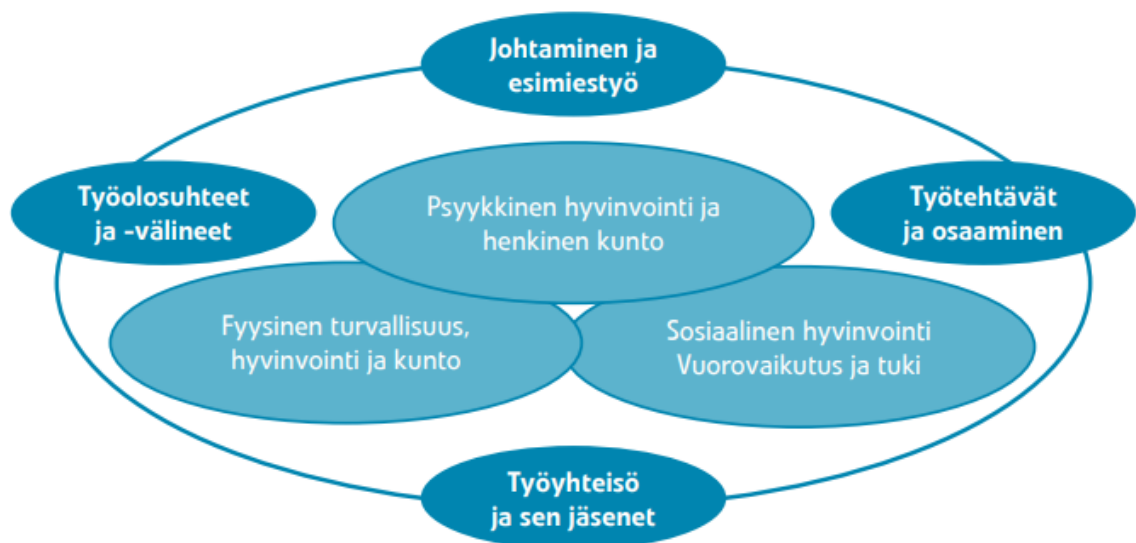 Johtaminen ja
esimiestyö
Työolosuhteet
ja -välineet
Psyykkinen hyvinvointi ja
henkinen kunto
Työtehtävät
ja osaaminen
Fyysinen turvallisuus,
hyvinvointi ja kunto
Sosiaalinen hyvinvointi
Vuorovaikutus ja tuki
Työyhteisö
ja sen jäsenet